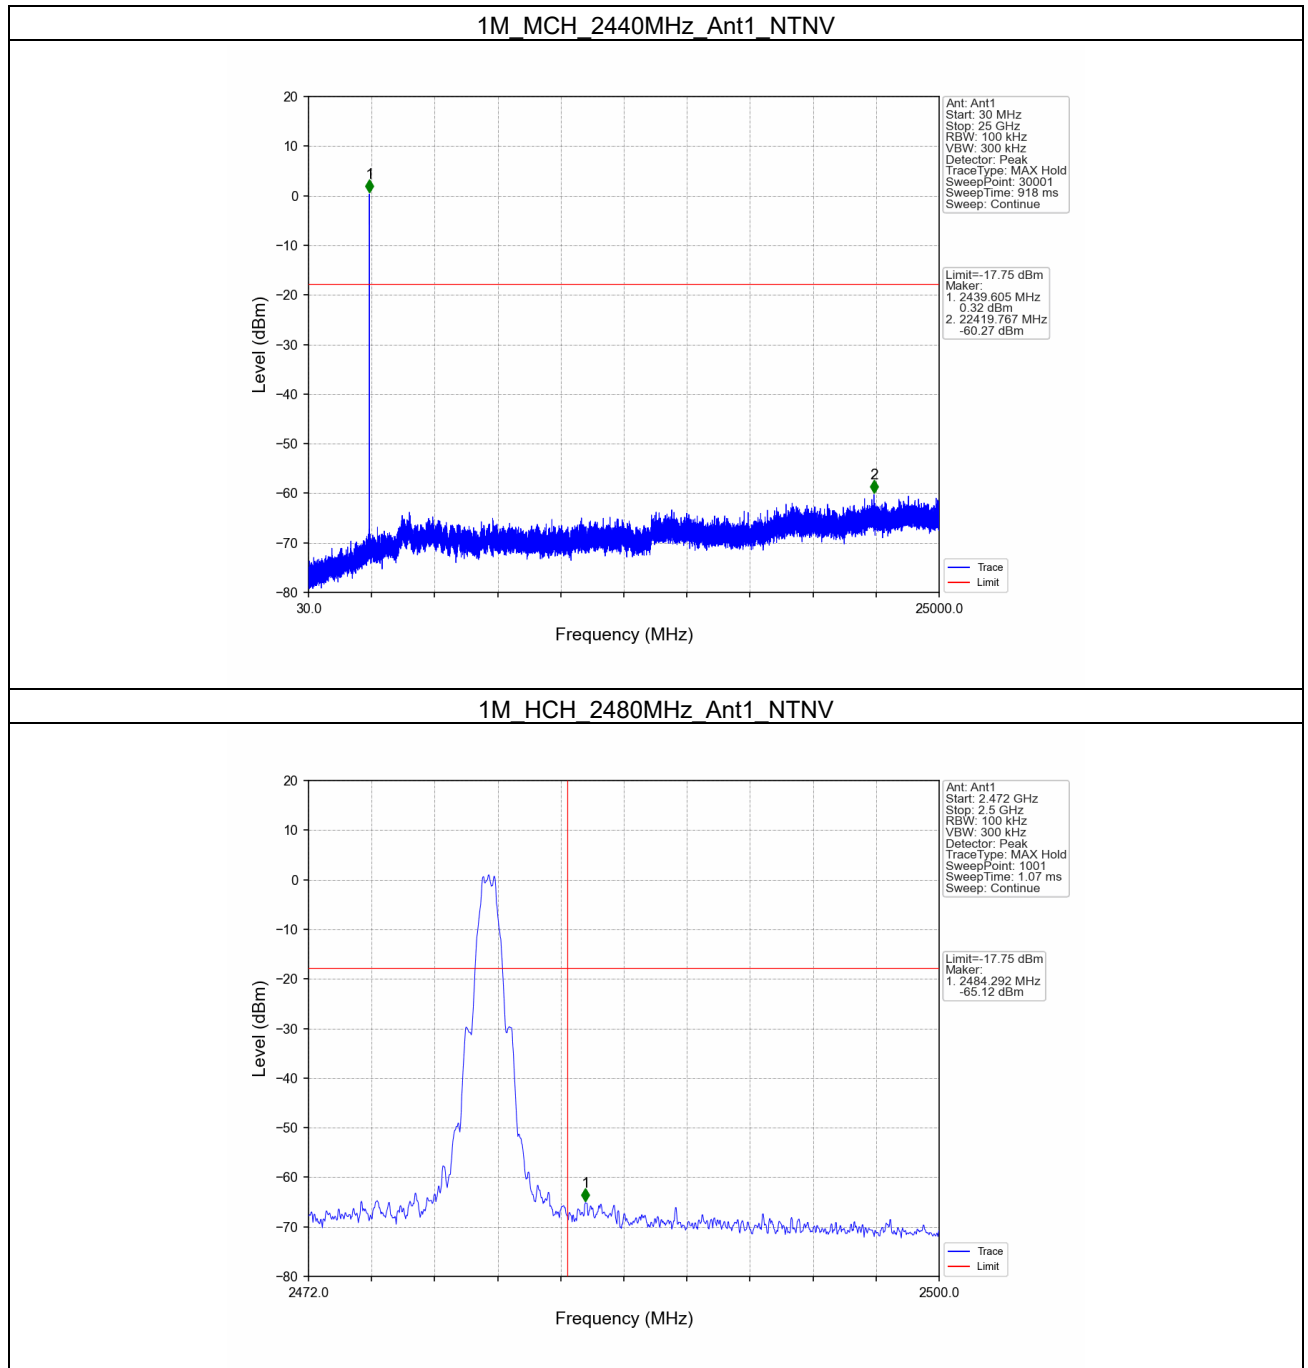 1M_MCH_2440MHz_Ant1_NTNV
20
10
0
−10
−20
−30
−40
−50
−60
−70
−80
Level (dBm)
1
2
30.0
25000.0
Frequency (MHz)
Ant: Ant1
Start: 30 MHz
Stop: 25 GHz
RBW: 100 kHz
VBW: 300 kHz
Detector: Peak
TraceType: MAX Hold
SweepPoint: 30001
SweepTime: 918 ms
Sweep: Continue
Limit=-17.75 dBm
Maker:
1. 2439.605 MHz
0.32 dBm
2. 22419.767 MHz
-60.27 dBm
Trace
Limit
1M_HCH_2480MHz_Ant1_NTNV
20
10
0
−10
−20
−30
−40
−50
−60
−70
−80
Level (dBm)
1
2472.0
2500.0
Frequency (MHz)
Ant: Ant1
Start: 2.472 GHz
Stop: 2.5 GHz
RBW: 100 kHz
VBW: 300 kHz
Detector: Peak
TraceType: MAX Hold
SweepPoint: 1001
SweepTime: 1.07 ms
Sweep: Continue
Limit=-17.75 dBm
Maker:
1. 2484.292 MHz
-65.12 dBm
Trace
Limit